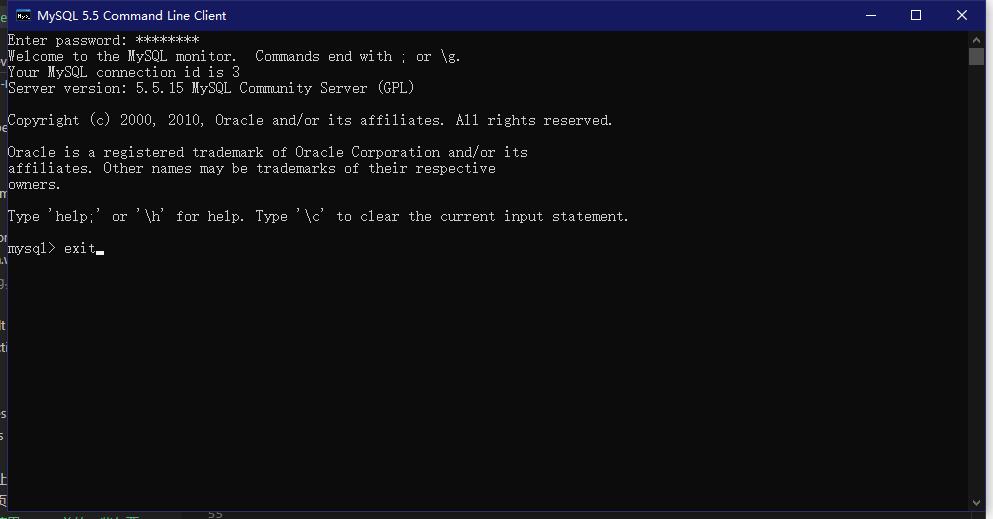 MySQL 5.5 Command Line Client
Enter password: ********
Welcome to the MySQL monitor.  Commands end with ; or \g.
Your MySQL connection id is 3
Server version: 5.5.15 MySQL Community Server (GPL)
Copyright (c) 2000, 2010, Oracle and/or its affiliates. All rights reserved.
Oracle is a registered trademark of Oracle Corporation and/or its
affiliates. Other names may be trademarks of their respective
owners.
Type 'help;' or '\h' for help. Type '\c' to clear the current input statement.
mysql> exit
55